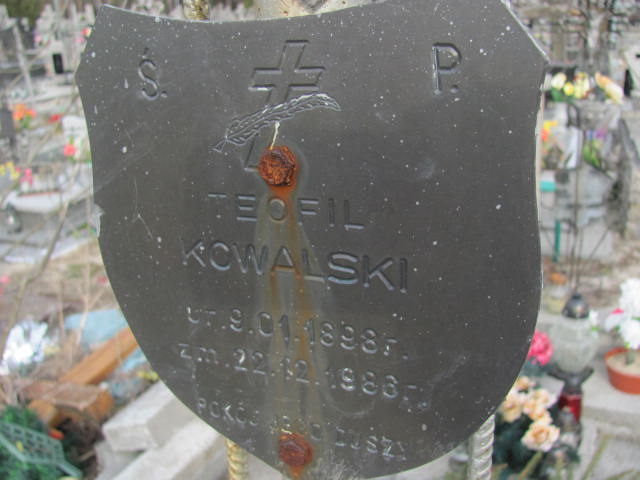 Ś. P.
TEOFIL
KOWALSKI
ur. 9.01.1898r.
zm. 22.12.1986r.
POKÓJ JEGO DUSZY